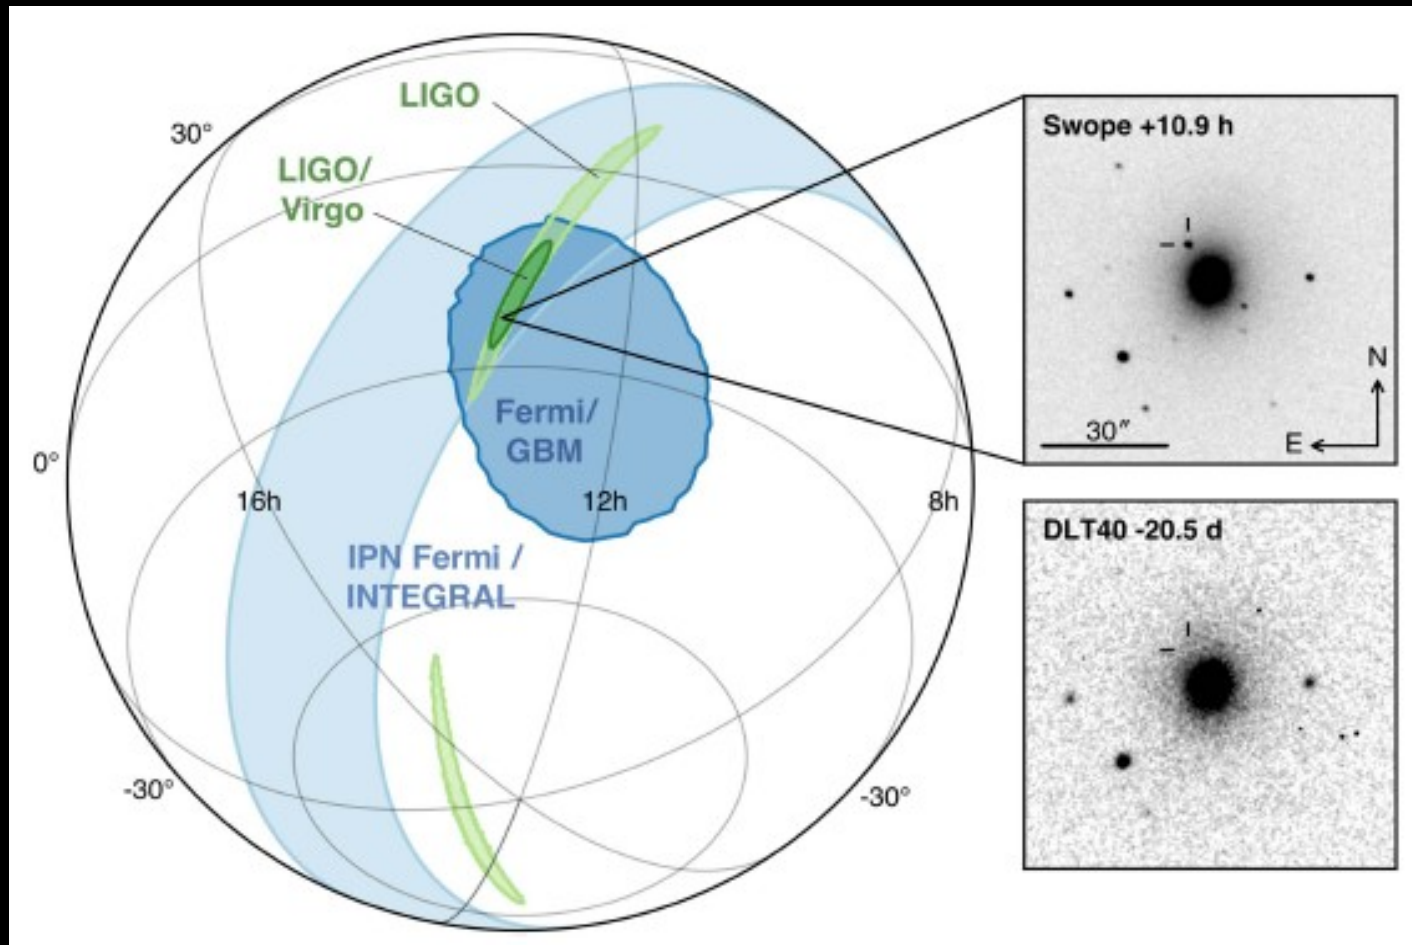 LIGO
30°
LIGO/
Virgo
Swope +10.9 h
N
30″
E
Fermi/
GBM
0°
16h
12h
8h
DLT40 -20.5 d
IPN Fermi /
INTEGRAL
-30°
-30°